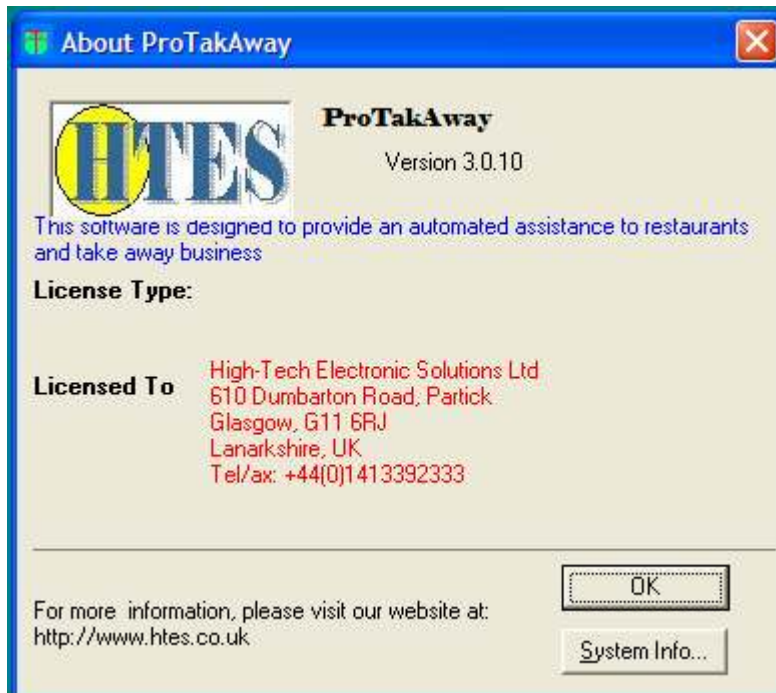 About ProTakAway
HTES
ProTakAway
Version 3.0.10
This software is designed to provide an automated assistance to restaurants
and take away business
License Type:
Licensed To
High-Tech Electronic Solutions Ltd
610 Dumbarton Road, Partick
Glasgow, G11 6RJ
Lanarkshire, UK
Tel/ax: +44(0)1413392333
OK
For more information, please visit our website at:
http://www.htes.co.uk
System Info...